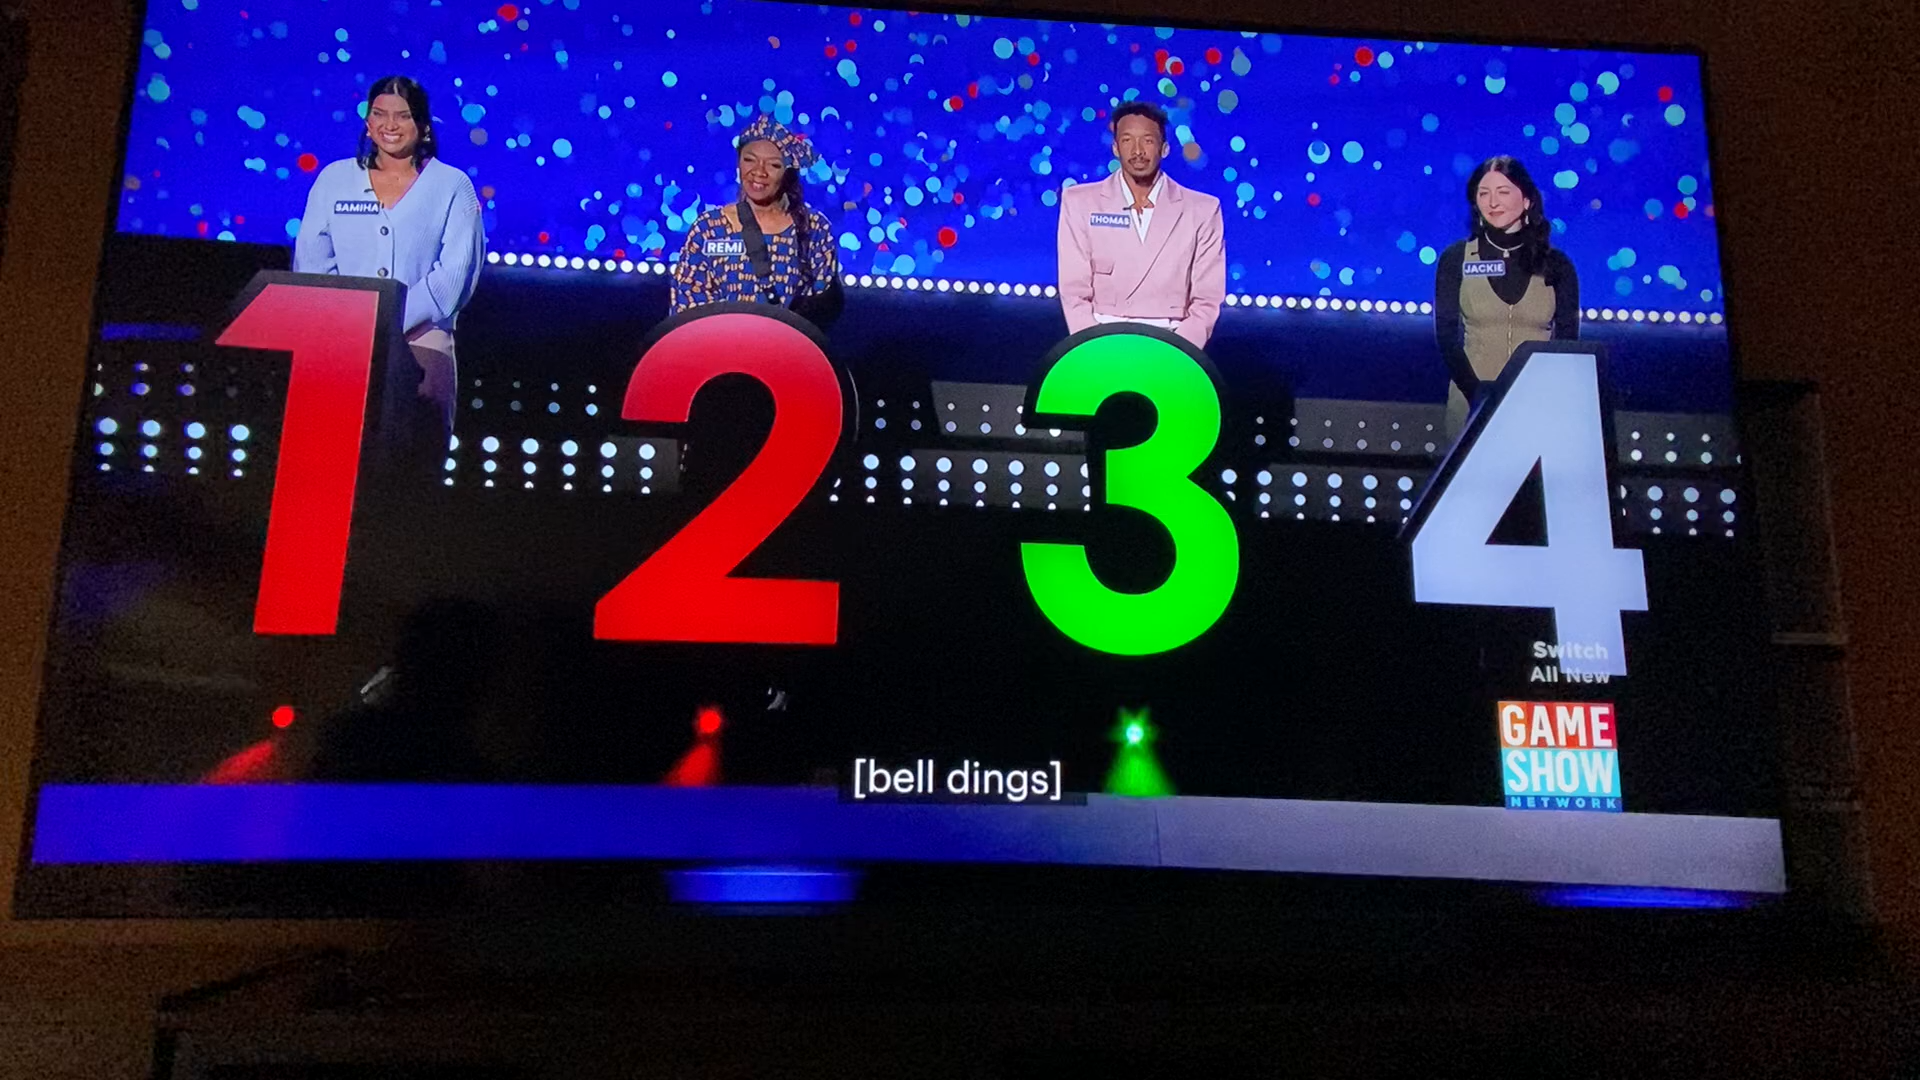 SAMIHA
REMI
THOMAS
JACKIE
1
2
3
4
Switch
All New
GAME
SHOW
NETWORK
[bell dings]